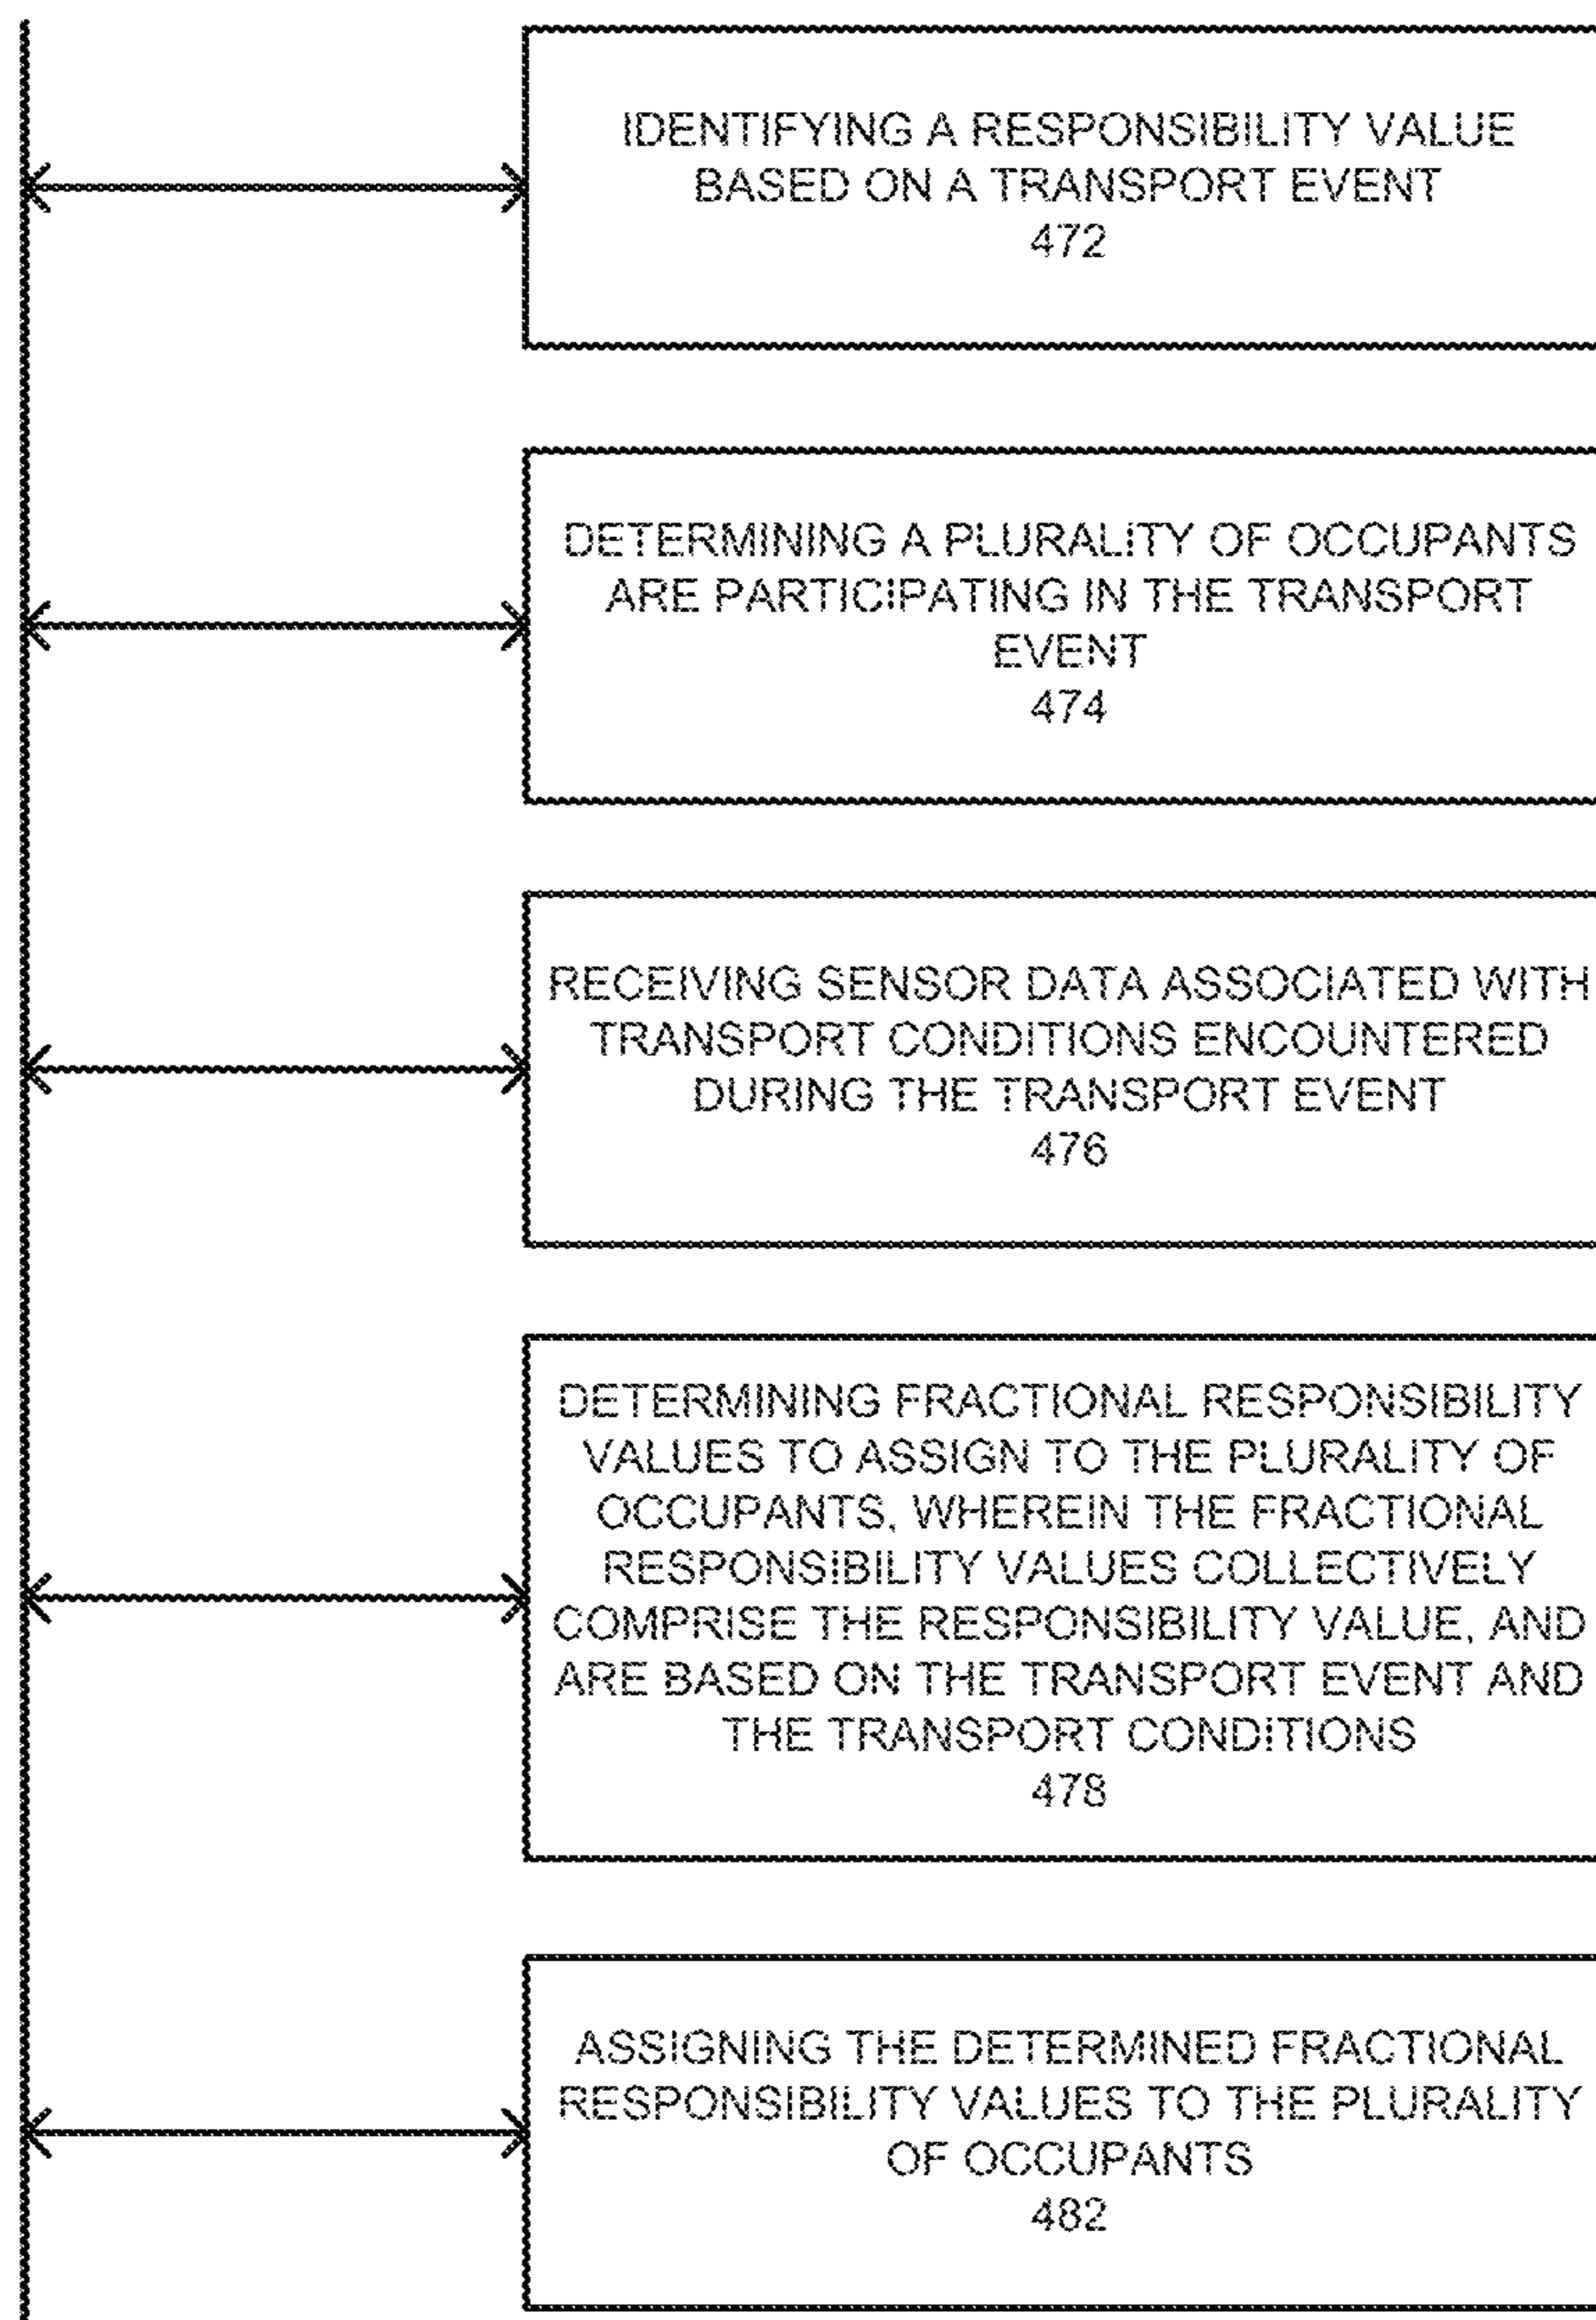 IDENTIFYING A RESPONSIBILITY VALUE
BASED ON A TRANSPORT EVENT
472
DETERMINING A PLURALITY OF OCCUPANTS
ARE PARTICIPATING IN THE TRANSPORT
EVENT
474
RECEIVING SENSOR DATA ASSOCIATED WITH
TRANSPORT CONDITIONS ENCOUNTERED
DURING THE TRANSPORT EVENT
476
DETERMINING FRACTIONAL RESPONSIBILITY
VALUES TO ASSIGN TO THE PLURALITY OF
OCCUPANTS, WHEREIN THE FRACTIONAL
RESPONSIBILITY VALUES COLLECTIVELY
COMPRISE THE RESPONSIBILITY VALUE, AND
ARE BASED ON THE TRANSPORT EVENT AND
THE TRANSPORT CONDITIONS
478
ASSIGNING THE DETERMINED FRACTIONAL
RESPONSIBILITY VALUES TO THE PLURALITY
OF OCCUPANTS
482